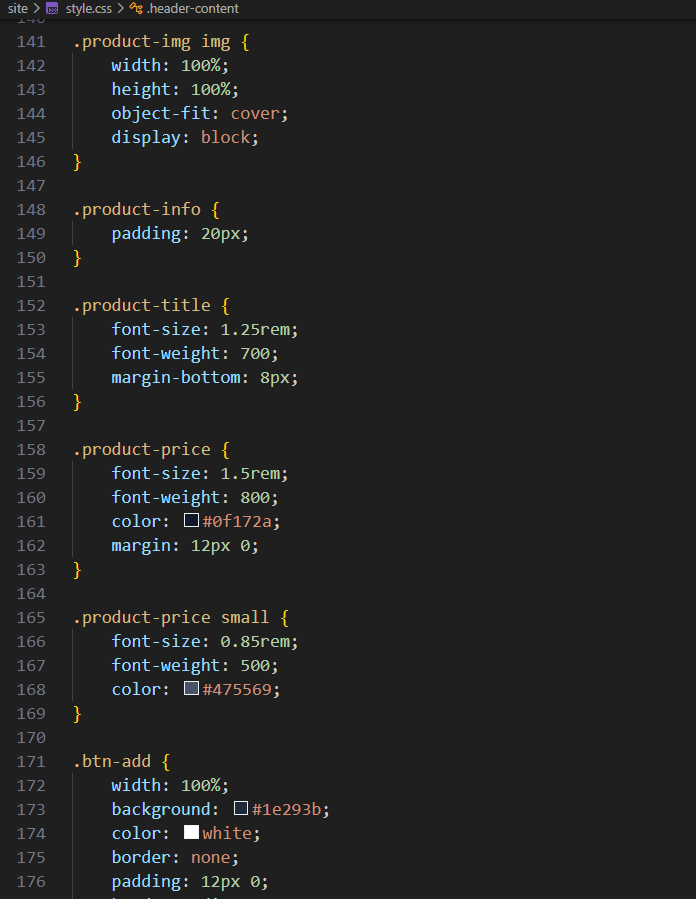 site > style.css > .header-content
140
141 .product-img img {
142 width: 100%;
143 height: 100%;
144 object-fit: cover;
145 display: block;
146 }
147
148 .product-info {
149 padding: 20px;
150 }
151
152 .product-title {
153 font-size: 1.25rem;
154 font-weight: 700;
155 margin-bottom: 8px;
156 }
157
158 .product-price {
159 font-size: 1.5rem;
160 font-weight: 800;
161 color: #0f172a;
162 margin: 12px 0;
163 }
164
165 .product-price small {
166 font-size: 0.85rem;
167 font-weight: 500;
168 color: #475569;
169 }
170
171 .btn-add {
172 width: 100%;
173 background: #1e293b;
174 color: white;
175 border: none;
176 padding: 12px 0;